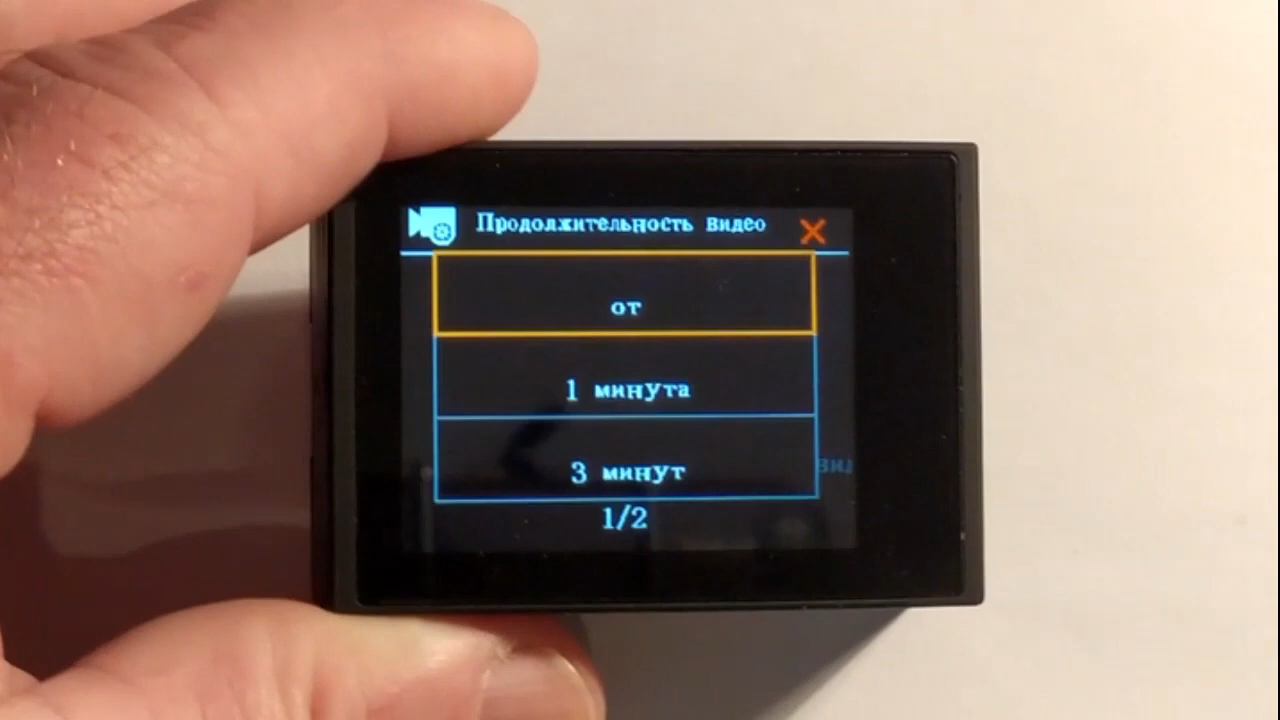 Продолжительность видео
от
1 минута
3 минут
1/2